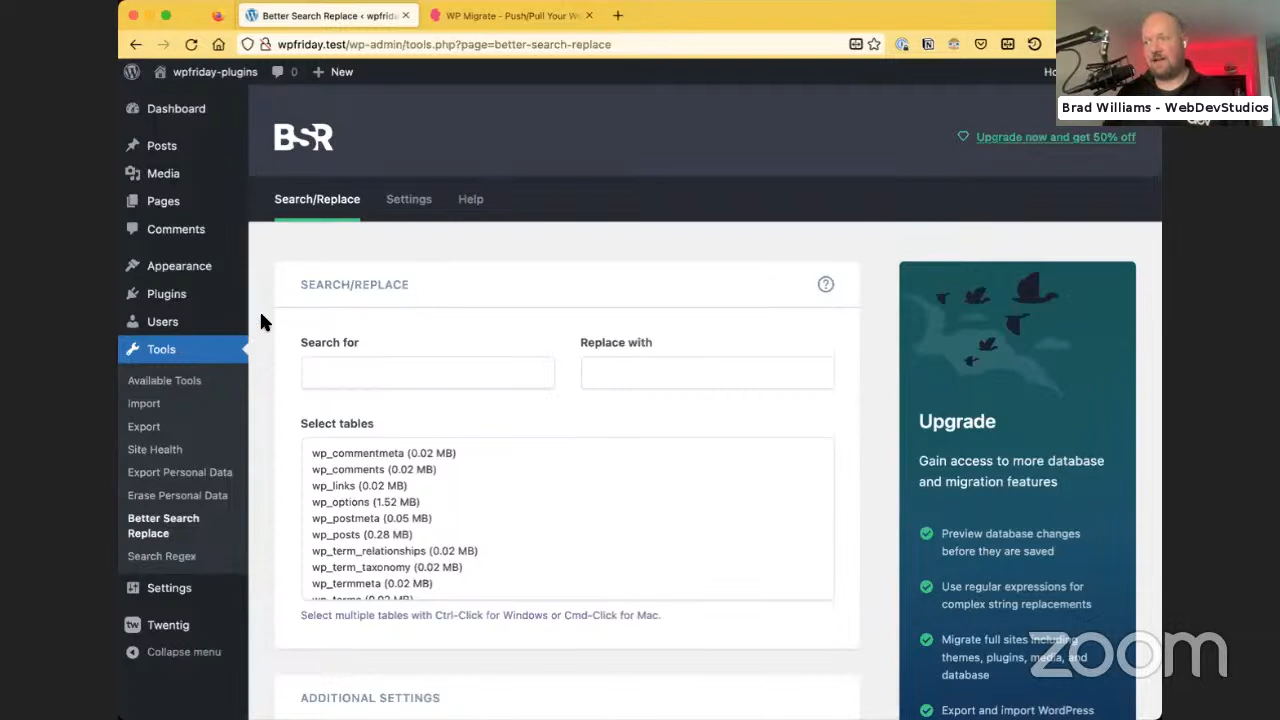 Better Search Replace ‹ wpfrid
WP Migrate - Push/Pull Your W
wpfriday.test/wp-admin/tools.php?page=better-search-replace
wpfriday-plugins
0
New
Brad Williams - WebDevStudios
Dashboard
Posts
Media
Pages
Comments
Appearance
Plugins
Users
Tools
Available Tools
Import
Export
Site Health
Export Personal Data
Erase Personal Data
Better Search
Replace
Search Regex
Settings
Twentig
Collapse menu
BSR
Upgrade now and get 50% off
Search/Replace
Settings
Help
SEARCH/REPLACE
Search for
Replace with
Select tables
wp_commentmeta (0.02 MB)
wp_comments (0.02 MB)
wp_links (0.02 MB)
wp_options (1.52 MB)
wp_postmeta (0.05 MB)
wp_posts (0.28 MB)
wp_term_relationships (0.02 MB)
wp_term_taxonomy (0.02 MB)
wp_termmeta (0.02 MB)
wp_terms (0.02 MB)
Select multiple tables with Ctrl-Click for Windows or Cmd-Click for Mac.
ADDITIONAL SETTINGS
Upgrade
Gain access to more database
and migration features
Preview database changes
before they are saved
Use regular expressions for
complex string replacements
Migrate full sites including
themes, plugins, media, and
database
Export and import WordPress
zoom